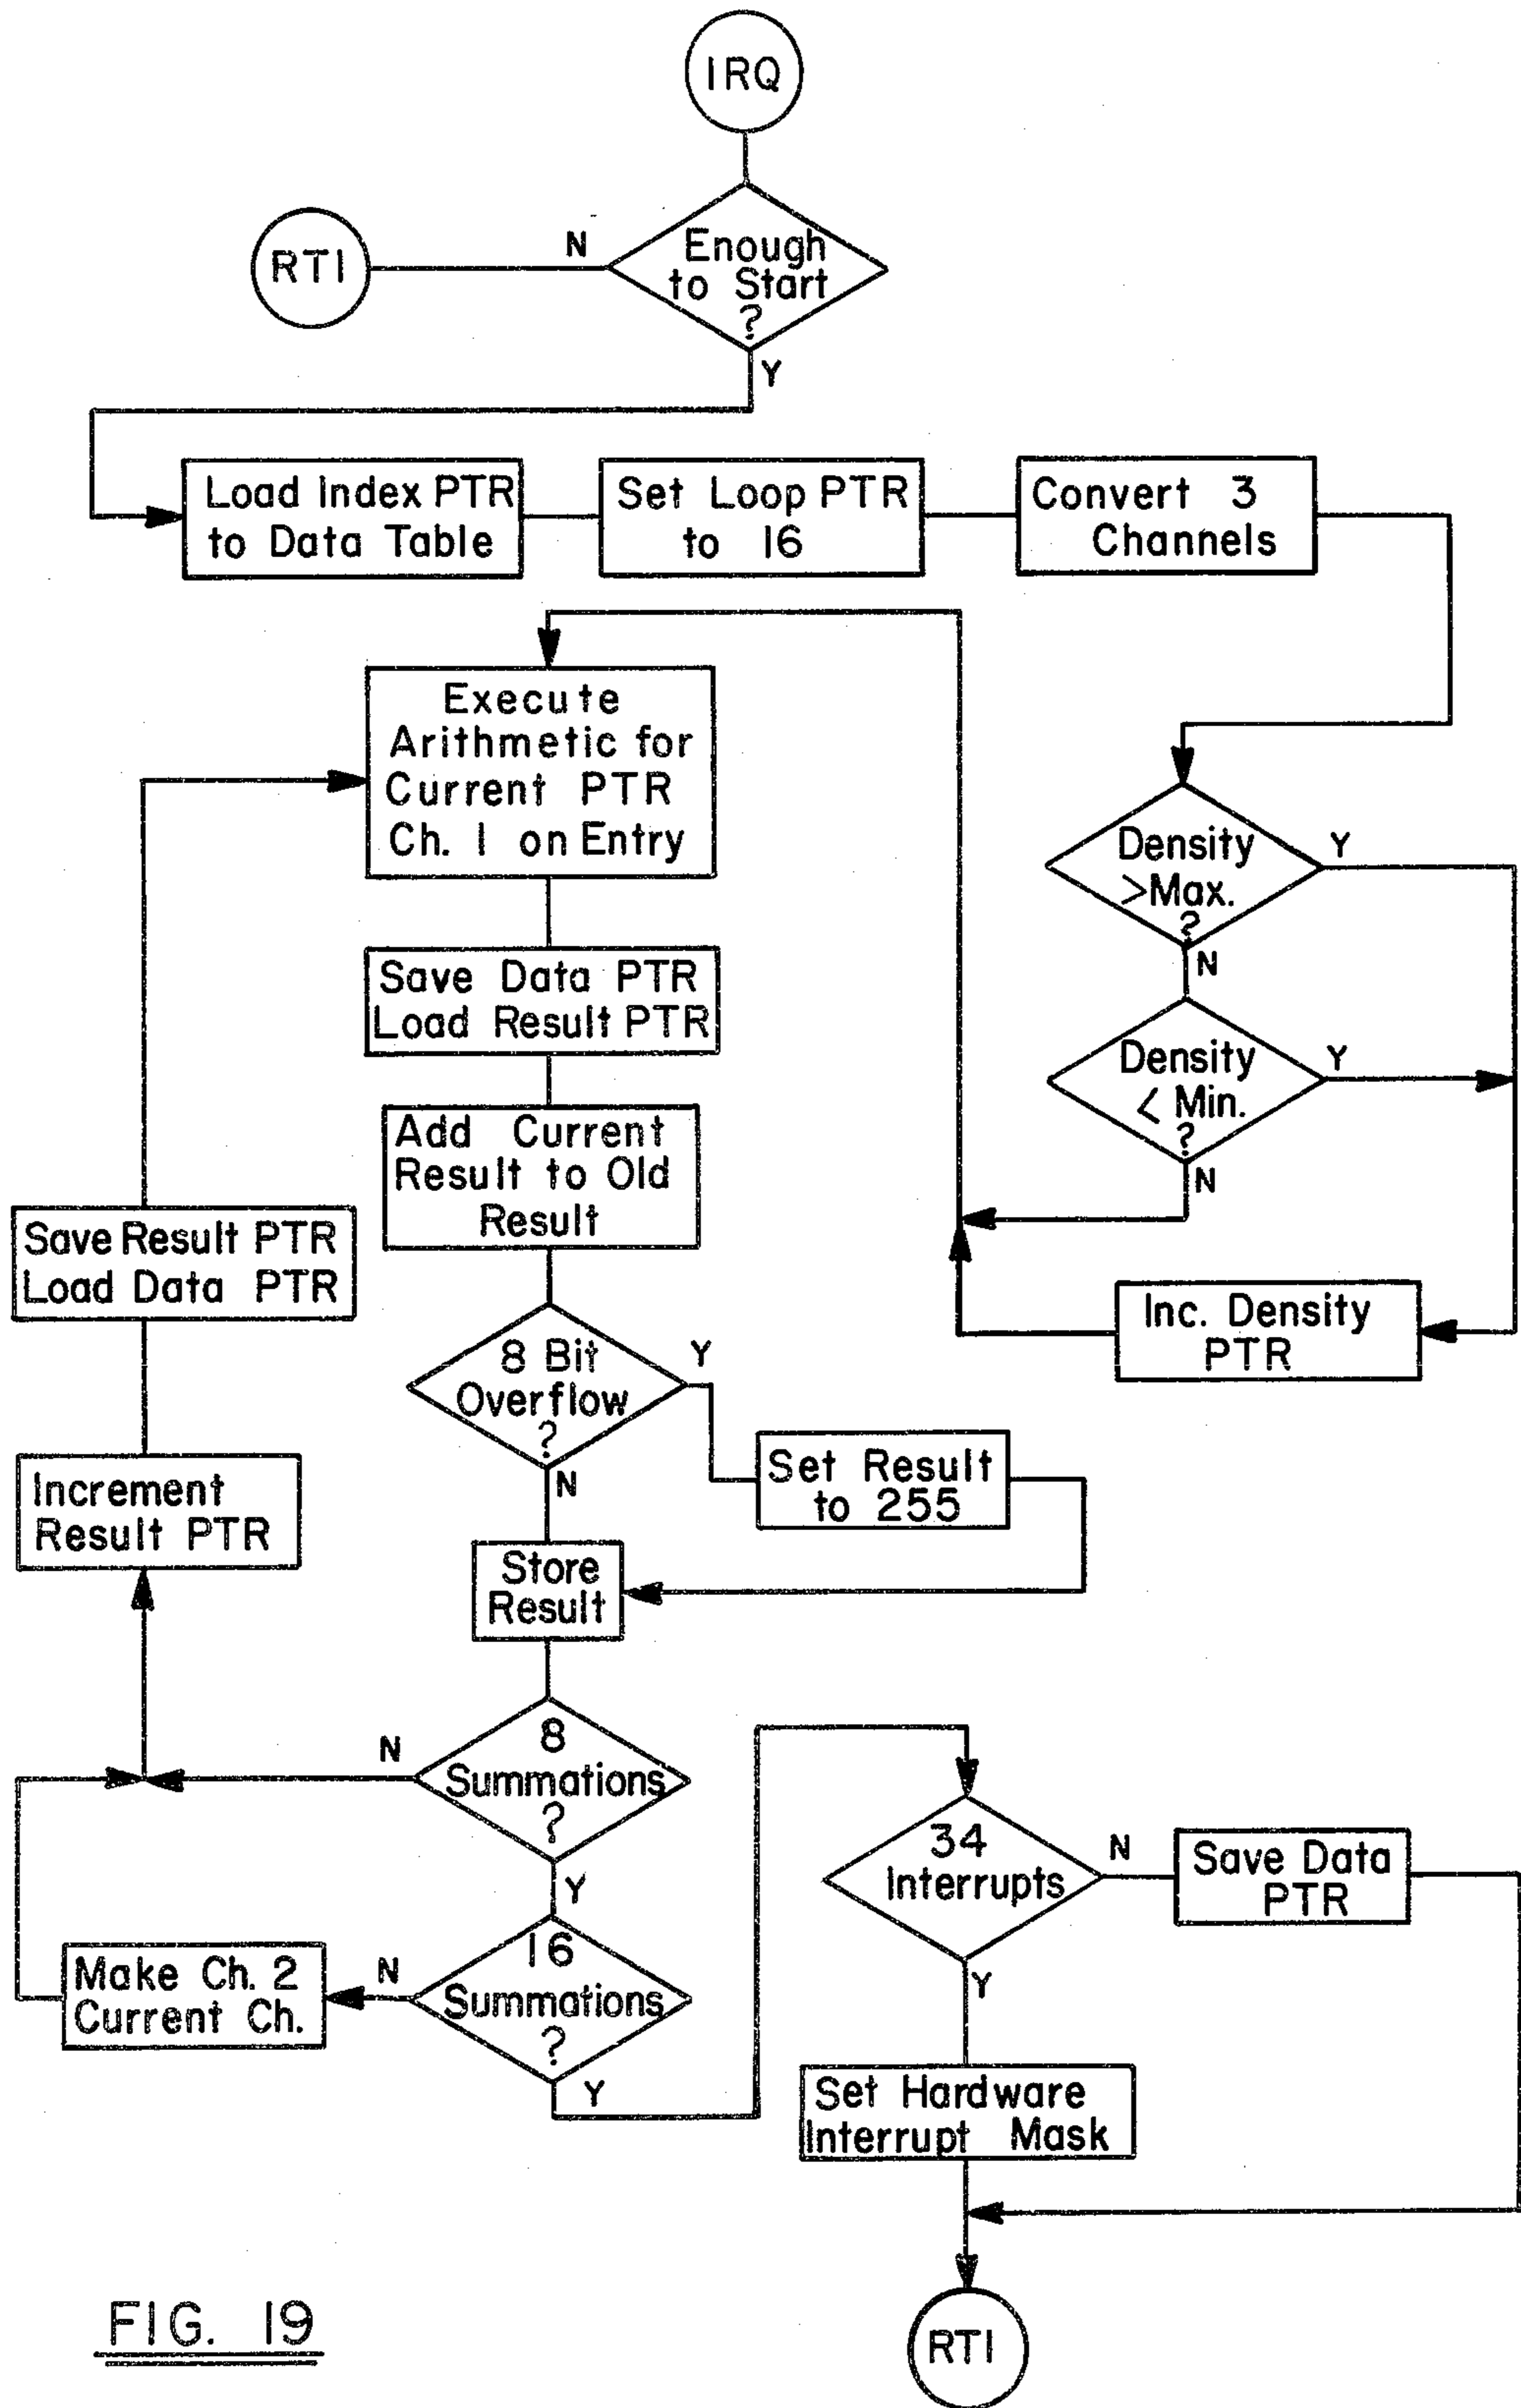 IRQ
RTI
N
Enough
to Start
?
Y
Load Index PTR
to Data Table
Set Loop PTR
to 16
Convert 3
Channels
Execute
Arithmetic for
Current PTR
Ch. 1 on Entry
Density
>Max.
?
Y
N
Save Data PTR
Load Result PTR
Density
< Min.
?
Y
N
Add Current
Result to Old
Result
Save Result PTR
Load Data PTR
Inc. Density
PTR
8 Bit
Overflow
?
Y
N
Set Result
to 255
Increment
Result PTR
Store
Result
8
Summations
?
N
Y
34
Interrupts
N
Y
Save Data
PTR
16
Summations
?
N
Y
Make Ch. 2
Current Ch.
Set Hardware
Interrupt Mask
RTI
FIG. 19